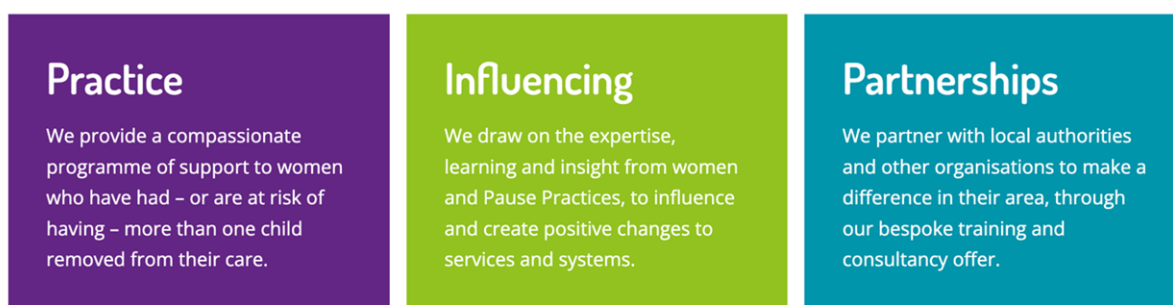 Practice
We provide a compassionate
programme of support to women
who have had – or are at risk of
having – more than one child
removed from their care.
Influencing
We draw on the expertise,
learning and insight from women
and Pause Practices, to influence
and create positive changes to
services and systems.
Partnerships
We partner with local authorities
and other organisations to make a
difference in their area, through
our bespoke training and
consultancy offer.